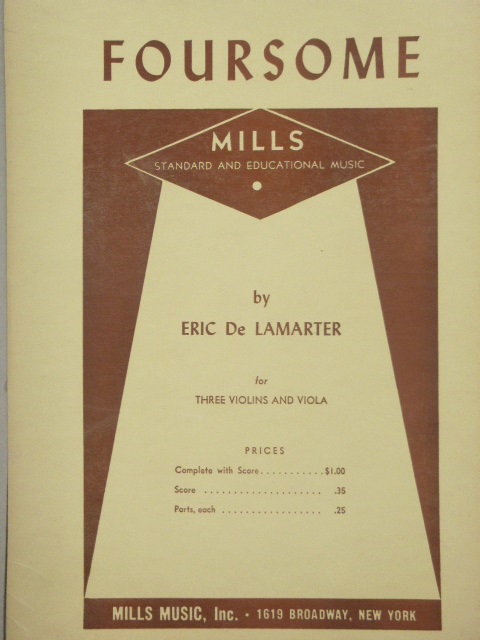 FOURSOME
MILLS
STANDARD AND EDUCATIONAL MUSIC
by
ERIC De LAMARTER
for
THREE VIOLINS AND VIOLA
PRICES
Complete with Score...........$1.00
Score ....................  .35
Parts, each .................  .25
MILLS MUSIC, Inc. • 1619 BROADWAY, NEW YORK